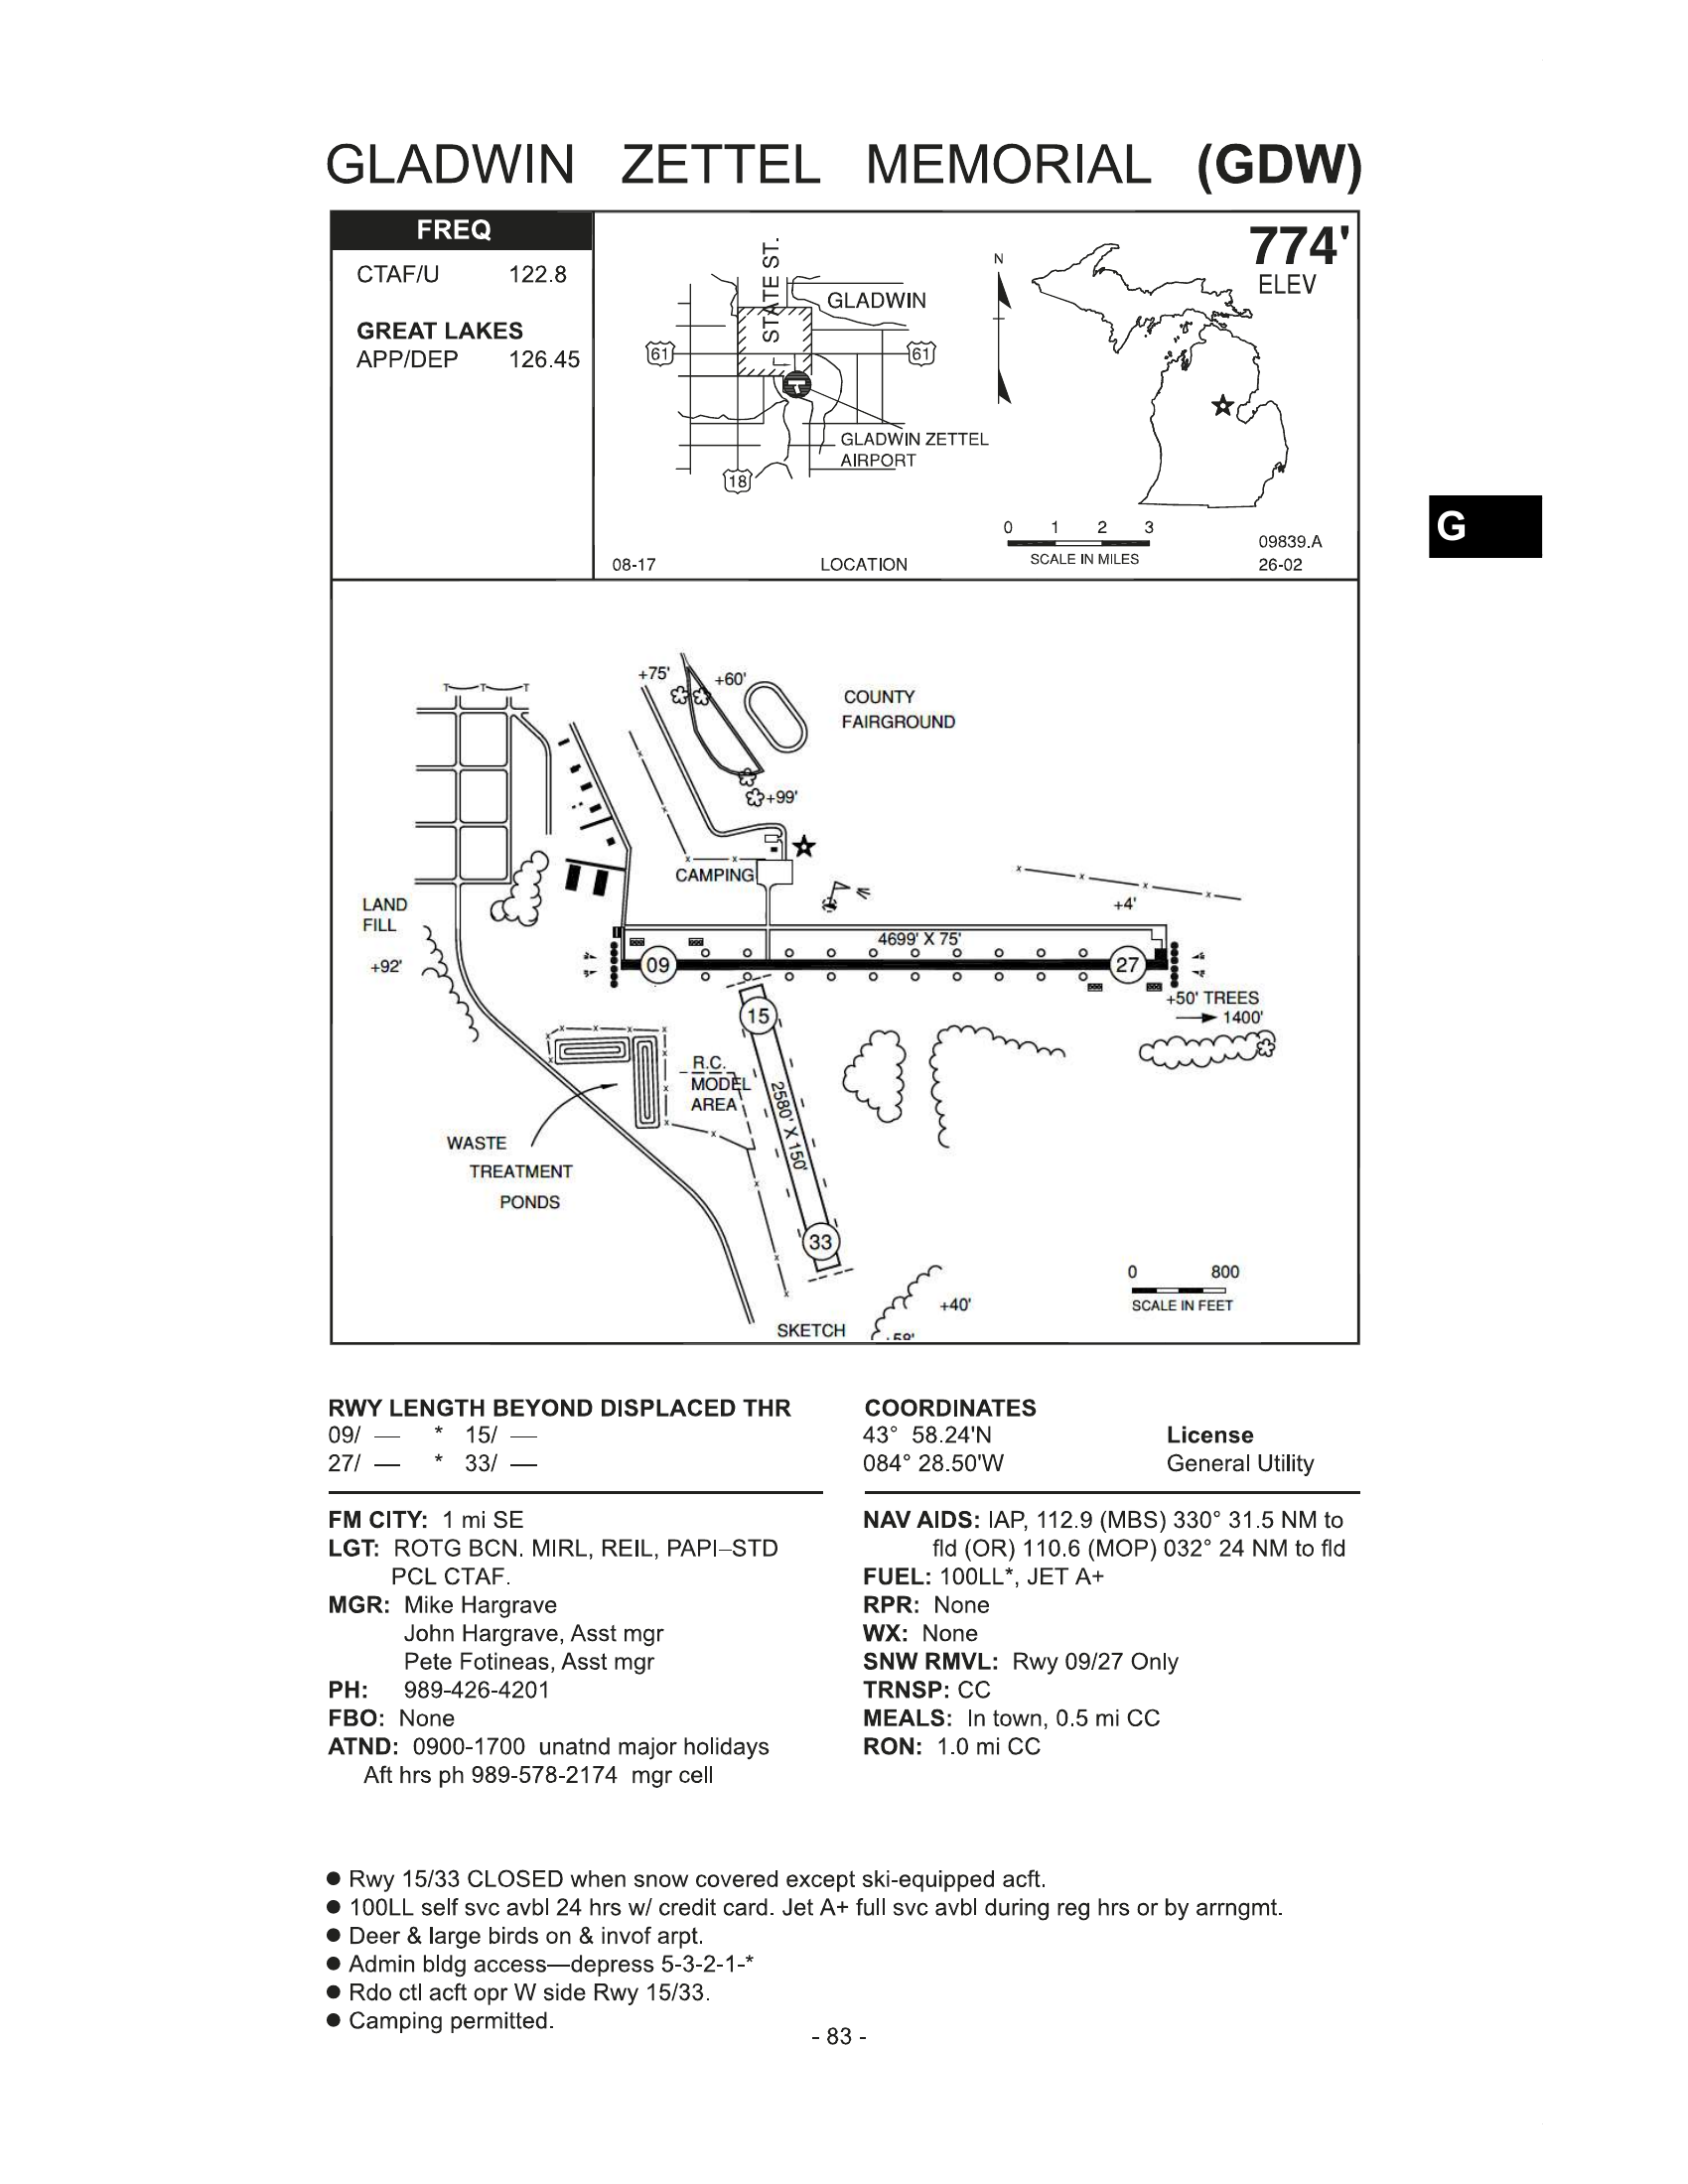 GLADWIN ZETTEL MEMORIAL (GDW)
FREQ
CTAF/U 122.8
GREAT LAKES
APP/DEP 126.45
774'
ELEV
N
STATE ST.
GLADWIN
61
61
GLADWIN ZETTEL
AIRPORT
18
0 1 2 3
SCALE IN MILES
09839.A
26-02
08-17
LOCATION
G
+75'
+60'
T T T
COUNTY
FAIRGROUND
+99'
CAMPING
LAND
FILL
+92'
+4'
4699' X 75'
09
27
+50' TREES
1400'
15
R.C.
MODEL
AREA
2580' X 150'
WASTE
TREATMENT
PONDS
33
0 800
SCALE IN FEET
+40'
SKETCH
RWY LENGTH BEYOND DISPLACED THR
09/ — * 15/ —
27/ — * 33/ —
COORDINATES
43° 58.24'N
084° 28.50'W
License
General Utility
FM CITY: 1 mi SE
LGT: ROTG BCN. MIRL, REIL, PAPI–STD
PCL CTAF.
MGR: Mike Hargrave
John Hargrave, Asst mgr
Pete Fotineas, Asst mgr
PH: 989-426-4201
FBO: None
ATND: 0900-1700 unatnd major holidays
Aft hrs ph 989-578-2174 mgr cell
NAV AIDS: IAP, 112.9 (MBS) 330° 31.5 NM to
fld (OR) 110.6 (MOP) 032° 24 NM to fld
FUEL: 100LL*, JET A+
RPR: None
WX: None
SNW RMVL: Rwy 09/27 Only
TRNSP: CC
MEALS: In town, 0.5 mi CC
RON: 1.0 mi CC
● Rwy 15/33 CLOSED when snow covered except ski-equipped acft.
● 100LL self svc avbl 24 hrs w/ credit card. Jet A+ full svc avbl during reg hrs or by arrngmt.
● Deer & large birds on & invof arpt.
● Admin bldg access—depress 5-3-2-1-*
● Rdo ctl acft opr W side Rwy 15/33.
● Camping permitted.
- 83 -